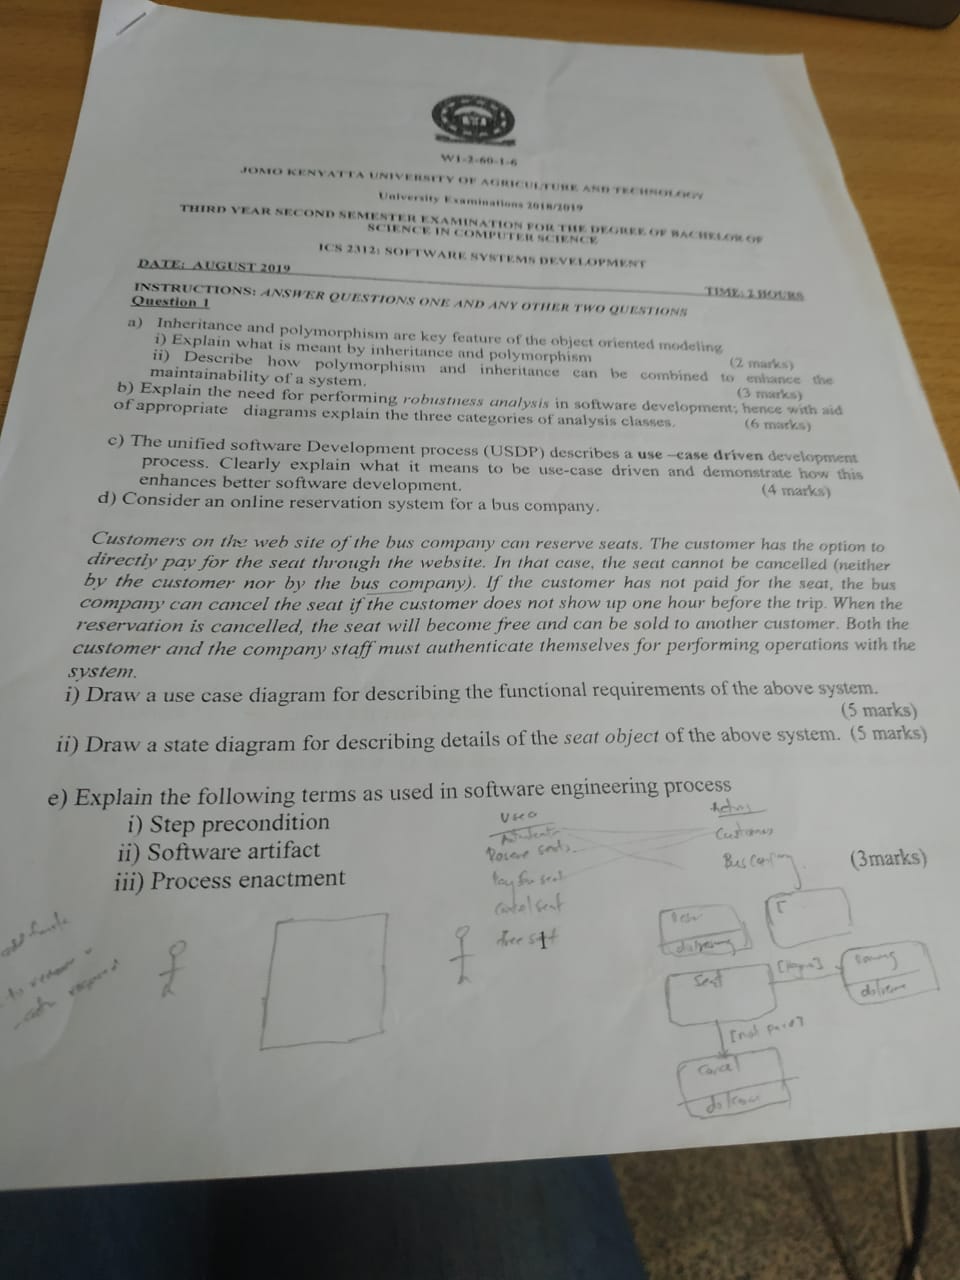 W1-2-60-1-6
JOMO KENYATTA UNIVERSITY OF AGRICULTURE AND TECHNOLOGY
University Examinations 2018/2019
THIRD YEAR SECOND SEMESTER EXAMINATION FOR THE DEGREE OF BACHELOR OF
SCIENCE IN COMPUTER SCIENCE
ICS 2312: SOFTWARE SYSTEMS DEVELOPMENT
DATE: AUGUST 2019 TIME: 2 HOURS
INSTRUCTIONS: ANSWER QUESTIONS ONE AND ANY OTHER TWO QUESTIONS
Question 1
a) Inheritance and polymorphism are key feature of the object oriented modeling
i) Explain what is meant by inheritance and polymorphism (2 marks)
ii) Describe how polymorphism and inheritance can be combined to enhance the
maintainability of a system. (3 marks)
b) Explain the need for performing robustness analysis in software development; hence with aid
of appropriate diagrams explain the three categories of analysis classes. (6 marks)
c) The unified software Development process (USDP) describes a use –case driven development
process. Clearly explain what it means to be use-case driven and demonstrate how this
enhances better software development. (4 marks)
d) Consider an online reservation system for a bus company.
Customers on the web site of the bus company can reserve seats. The customer has the option to
directly pay for the seat through the website. In that case, the seat cannot be cancelled (neither
by the customer nor by the bus company). If the customer has not paid for the seat, the bus
company can cancel the seat if the customer does not show up one hour before the trip. When the
reservation is cancelled, the seat will become free and can be sold to another customer. Both the
customer and the company staff must authenticate themselves for performing operations with the
system.
i) Draw a use case diagram for describing the functional requirements of the above system.
(5 marks)
ii) Draw a state diagram for describing details of the seat object of the above system. (5 marks)
e) Explain the following terms as used in software engineering process
i) Step precondition
ii) Software artifact
iii) Process enactment (3marks)
Customers
Pay for seat
Cancel seat
free seat
Seat
[not paid]
Cancel